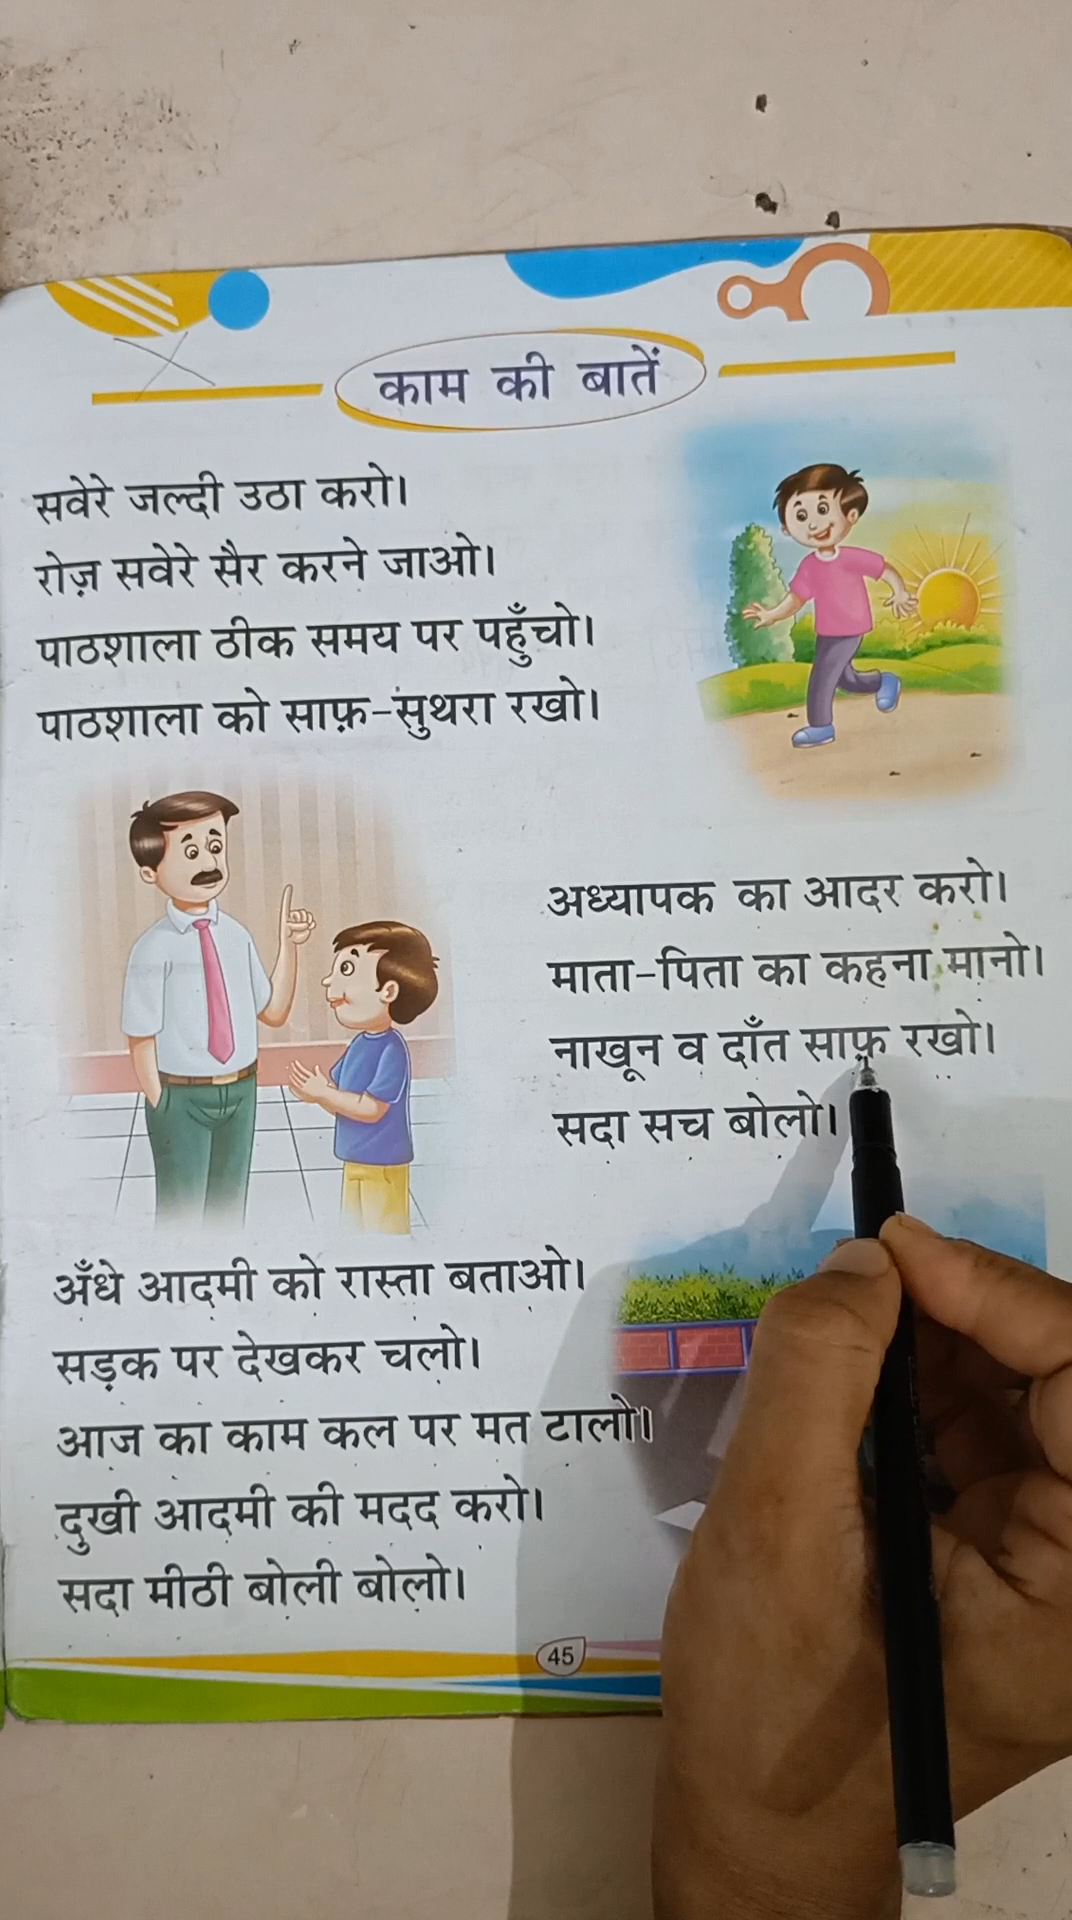 काम की बातें
सवेरे जल्दी उठा करो।
रोज़ सवेरे सैर करने जाओ।
पाठशाला ठीक समय पर पहुँचो।
पाठशाला को साफ़-सुथरा रखो।
अध्यापक का आदर करो।
माता-पिता का कहना मानो।
नाखून व दाँत साफ़ रखो।
सदा सच बोलो।
अँधे आदमी को रास्ता बताओ।
सड़क पर देखकर चलो।
आज का काम कल पर मत टालो।
दुखी आदमी की मदद करो।
सदा मीठी बोली बोलो।
45